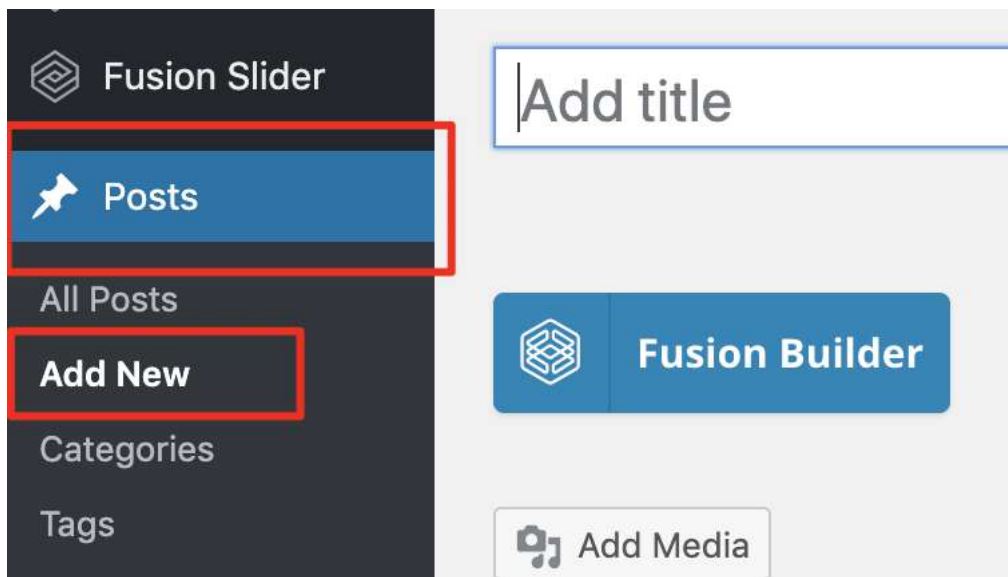 Fusion Slider
Posts
All Posts
Add New
Categories
Tags
Add title
Fusion Builder
Add Media